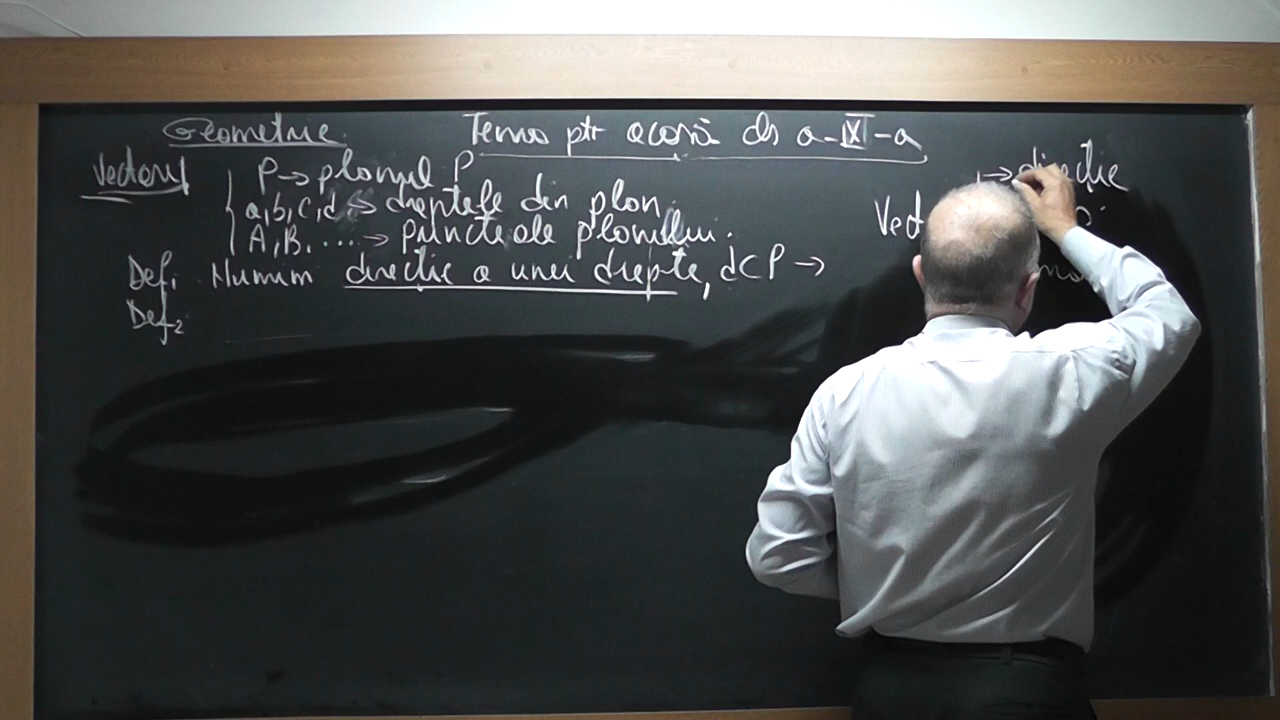 Geometrie. Tema ptr acasă cls a-IX-a
Vectori
P → planul P
a, b, c, d → dreptele din plan.
A, B, .... → punctele planului.
Def₁ Numim direcție a unei drepte, d⊂P →
Def₂
→ direcție
Vect